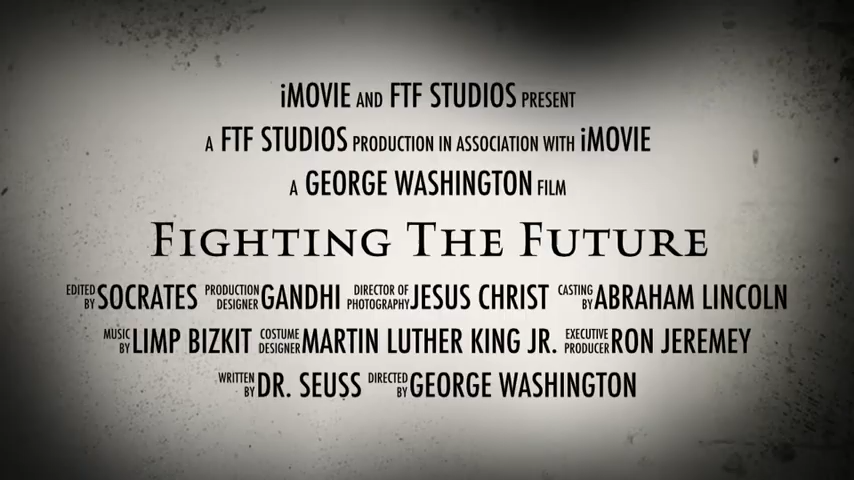 iMOVIE AND FTF STUDIOS PRESENT
A FTF STUDIOS PRODUCTION IN ASSOCIATION WITH iMOVIE
A GEORGE WASHINGTON FILM
FIGHTING THE FUTURE
EDITED BY SOCRATES PRODUCTION DESIGNER GANDHI DIRECTOR OF PHOTOGRAPHY JESUS CHRIST CASTING BY ABRAHAM LINCOLN
MUSIC BY LIMP BIZKIT COSTUME DESIGNER MARTIN LUTHER KING JR. EXECUTIVE PRODUCER RON JEREMEY
WRITTEN BY DR. SEUSS DIRECTED BY GEORGE WASHINGTON